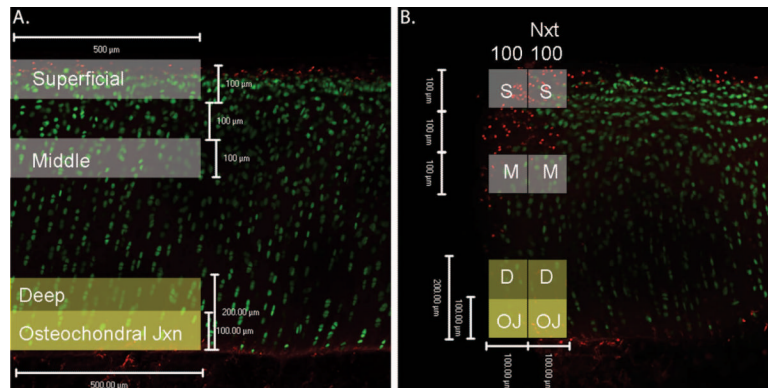 A.
500 µm
Superficial
100 µm
100 µm
Middle
100 µm
Deep
200.00 µm
Osteochondral Jxn
100.00 µm
500.00 µm
B.
Nxt
100 100
100 µm
S S
100 µm
100 µm
M M
200.00 µm
D D
100.00 µm
OJ OJ
100.00 µm
100.00 µm